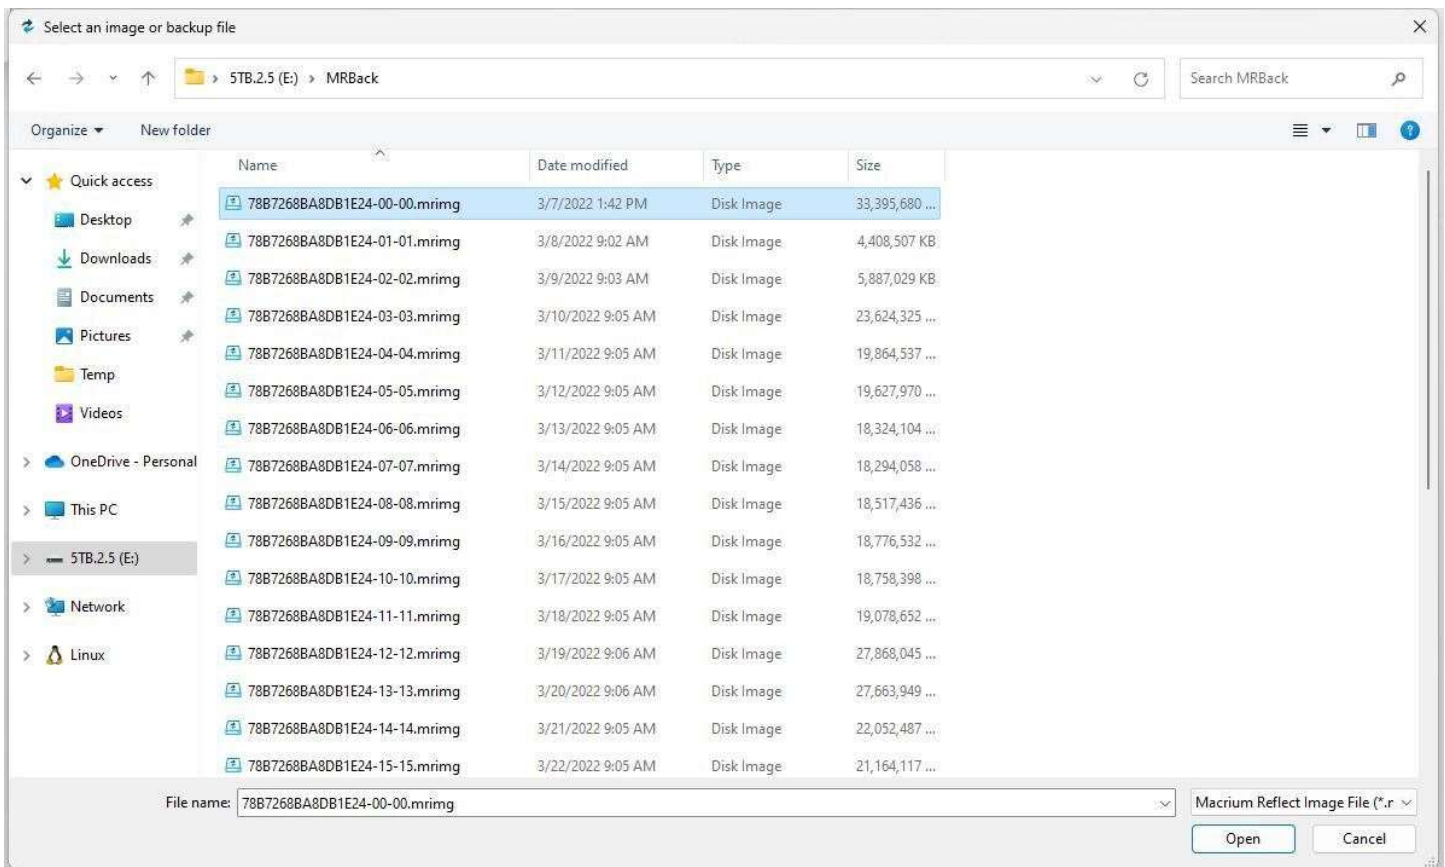 Select an image or backup file
5TB.2.5 (E:) > MRBack
Search MRBack
Organize
New folder
Name Date modified Type Size
Quick access
Desktop
Downloads
Documents
Pictures
Temp
Videos
OneDrive - Personal
This PC
5TB.2.5 (E:)
Network
Linux
78B7268BA8DB1E24-00-00.mrimg 3/7/2022 1:42 PM Disk Image 33,395,680 ...
78B7268BA8DB1E24-01-01.mrimg 3/8/2022 9:02 AM Disk Image 4,408,507 KB
78B7268BA8DB1E24-02-02.mrimg 3/9/2022 9:03 AM Disk Image 5,887,029 KB
78B7268BA8DB1E24-03-03.mrimg 3/10/2022 9:05 AM Disk Image 23,624,325 ...
78B7268BA8DB1E24-04-04.mrimg 3/11/2022 9:05 AM Disk Image 19,864,537 ...
78B7268BA8DB1E24-05-05.mrimg 3/12/2022 9:05 AM Disk Image 19,627,970 ...
78B7268BA8DB1E24-06-06.mrimg 3/13/2022 9:05 AM Disk Image 18,324,104 ...
78B7268BA8DB1E24-07-07.mrimg 3/14/2022 9:05 AM Disk Image 18,294,058 ...
78B7268BA8DB1E24-08-08.mrimg 3/15/2022 9:05 AM Disk Image 18,517,436 ...
78B7268BA8DB1E24-09-09.mrimg 3/16/2022 9:05 AM Disk Image 18,776,532 ...
78B7268BA8DB1E24-10-10.mrimg 3/17/2022 9:05 AM Disk Image 18,758,398 ...
78B7268BA8DB1E24-11-11.mrimg 3/18/2022 9:05 AM Disk Image 19,078,652 ...
78B7268BA8DB1E24-12-12.mrimg 3/19/2022 9:06 AM Disk Image 27,868,045 ...
78B7268BA8DB1E24-13-13.mrimg 3/20/2022 9:06 AM Disk Image 27,663,949 ...
78B7268BA8DB1E24-14-14.mrimg 3/21/2022 9:05 AM Disk Image 22,052,487 ...
78B7268BA8DB1E24-15-15.mrimg 3/22/2022 9:05 AM Disk Image 21,164,117 ...
File name: 78B7268BA8DB1E24-00-00.mrimg
Macrium Reflect Image File (*.r
Open
Cancel